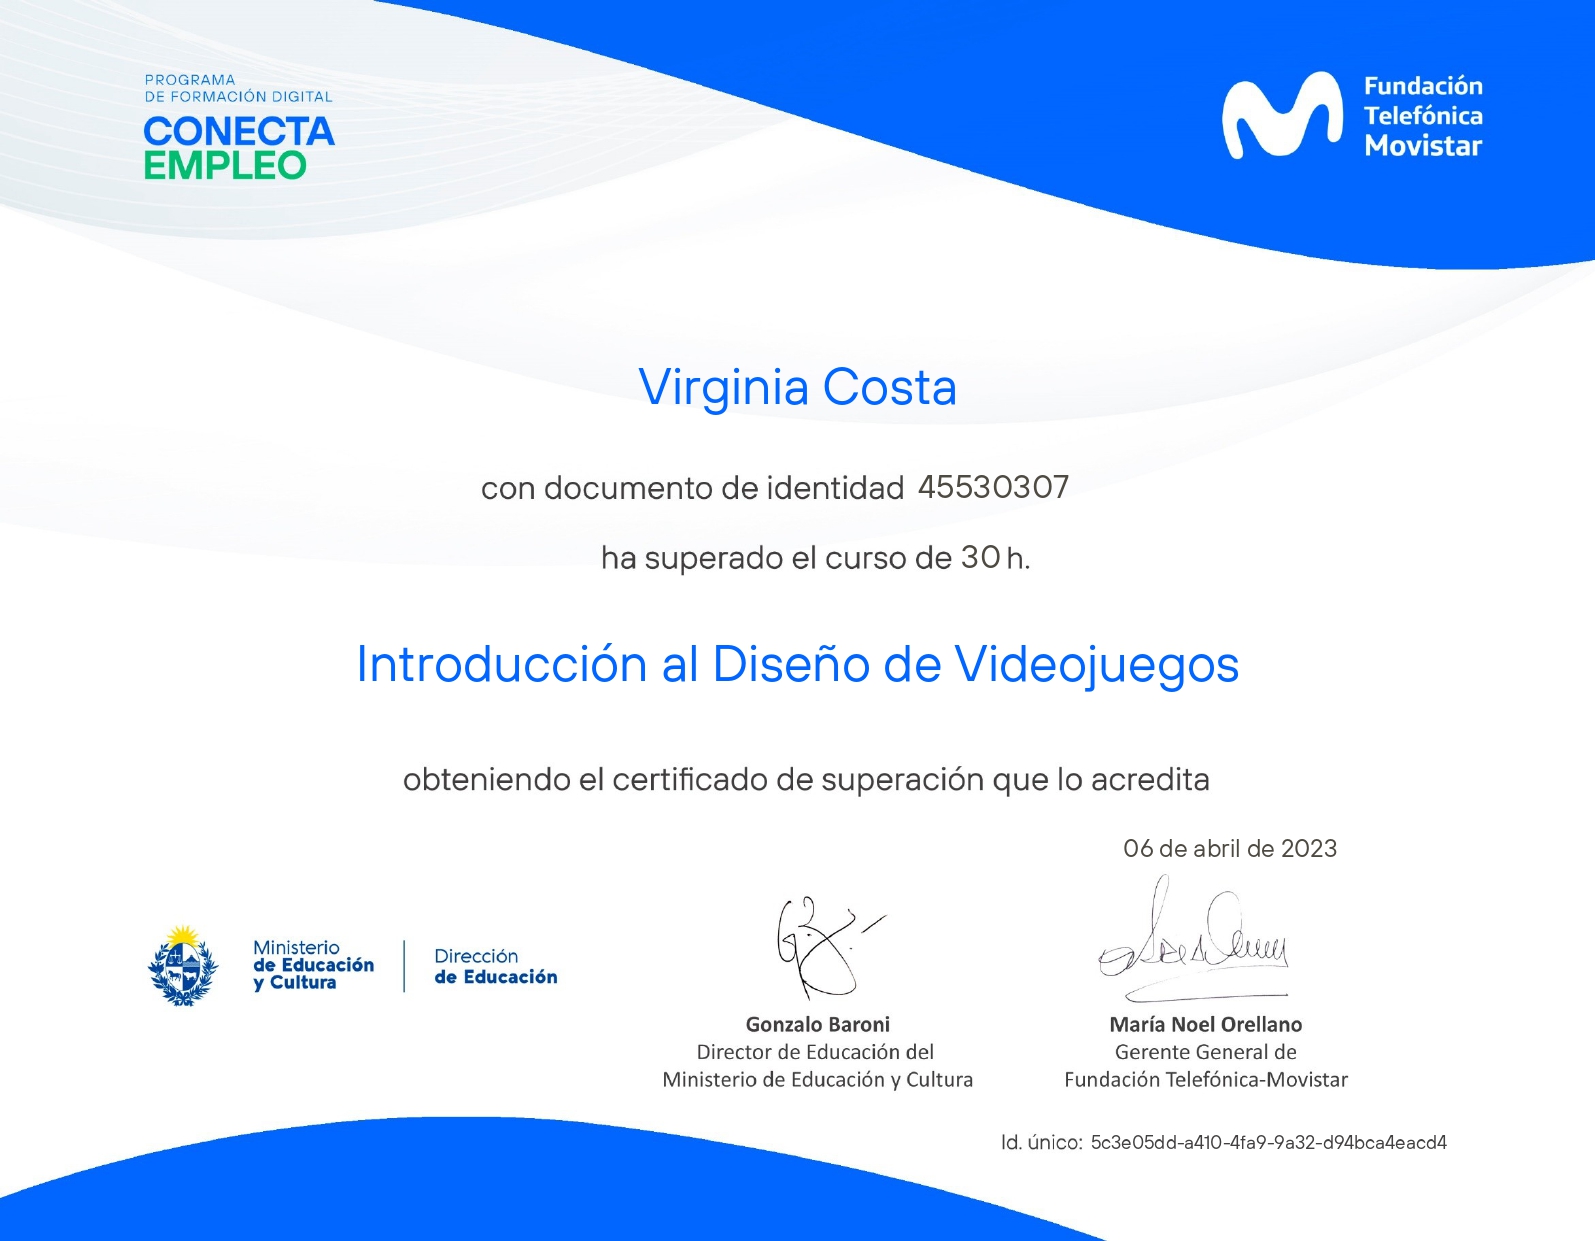 PROGRAMA
DE FORMACIÓN DIGITAL
CONECTA
EMPLEO
Fundación
Telefónica
Movistar
Virginia Costa
con documento de identidad 45530307
ha superado el curso de 30 h.
Introducción al Diseño de Videojuegos
obteniendo el certificado de superación que lo acredita
06 de abril de 2023
Ministerio
de Educación
y Cultura
Dirección
de Educación
Gonzalo Baroni
Director de Educación del
Ministerio de Educación y Cultura
María Noel Orellano
Gerente General de
Fundación Telefónica-Movistar
Id. único: 5c3e05dd-a410-4fa9-9a32-d94bca4eacd4